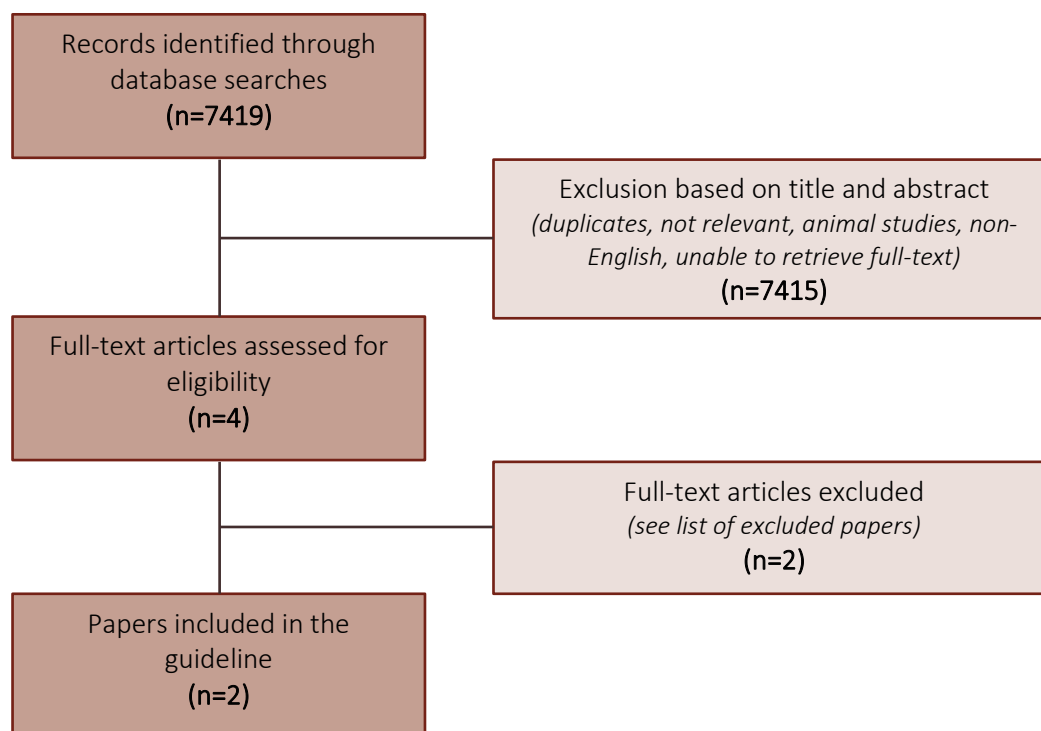 Records identified through
database searches
(n=7419)
Exclusion based on title and abstract
(duplicates, not relevant, animal studies, non-
English, unable to retrieve full-text)
(n=7415)
Full-text articles assessed for
eligibility
(n=4)
Full-text articles excluded
(see list of excluded papers)
(n=2)
Papers included in the
guideline
(n=2)